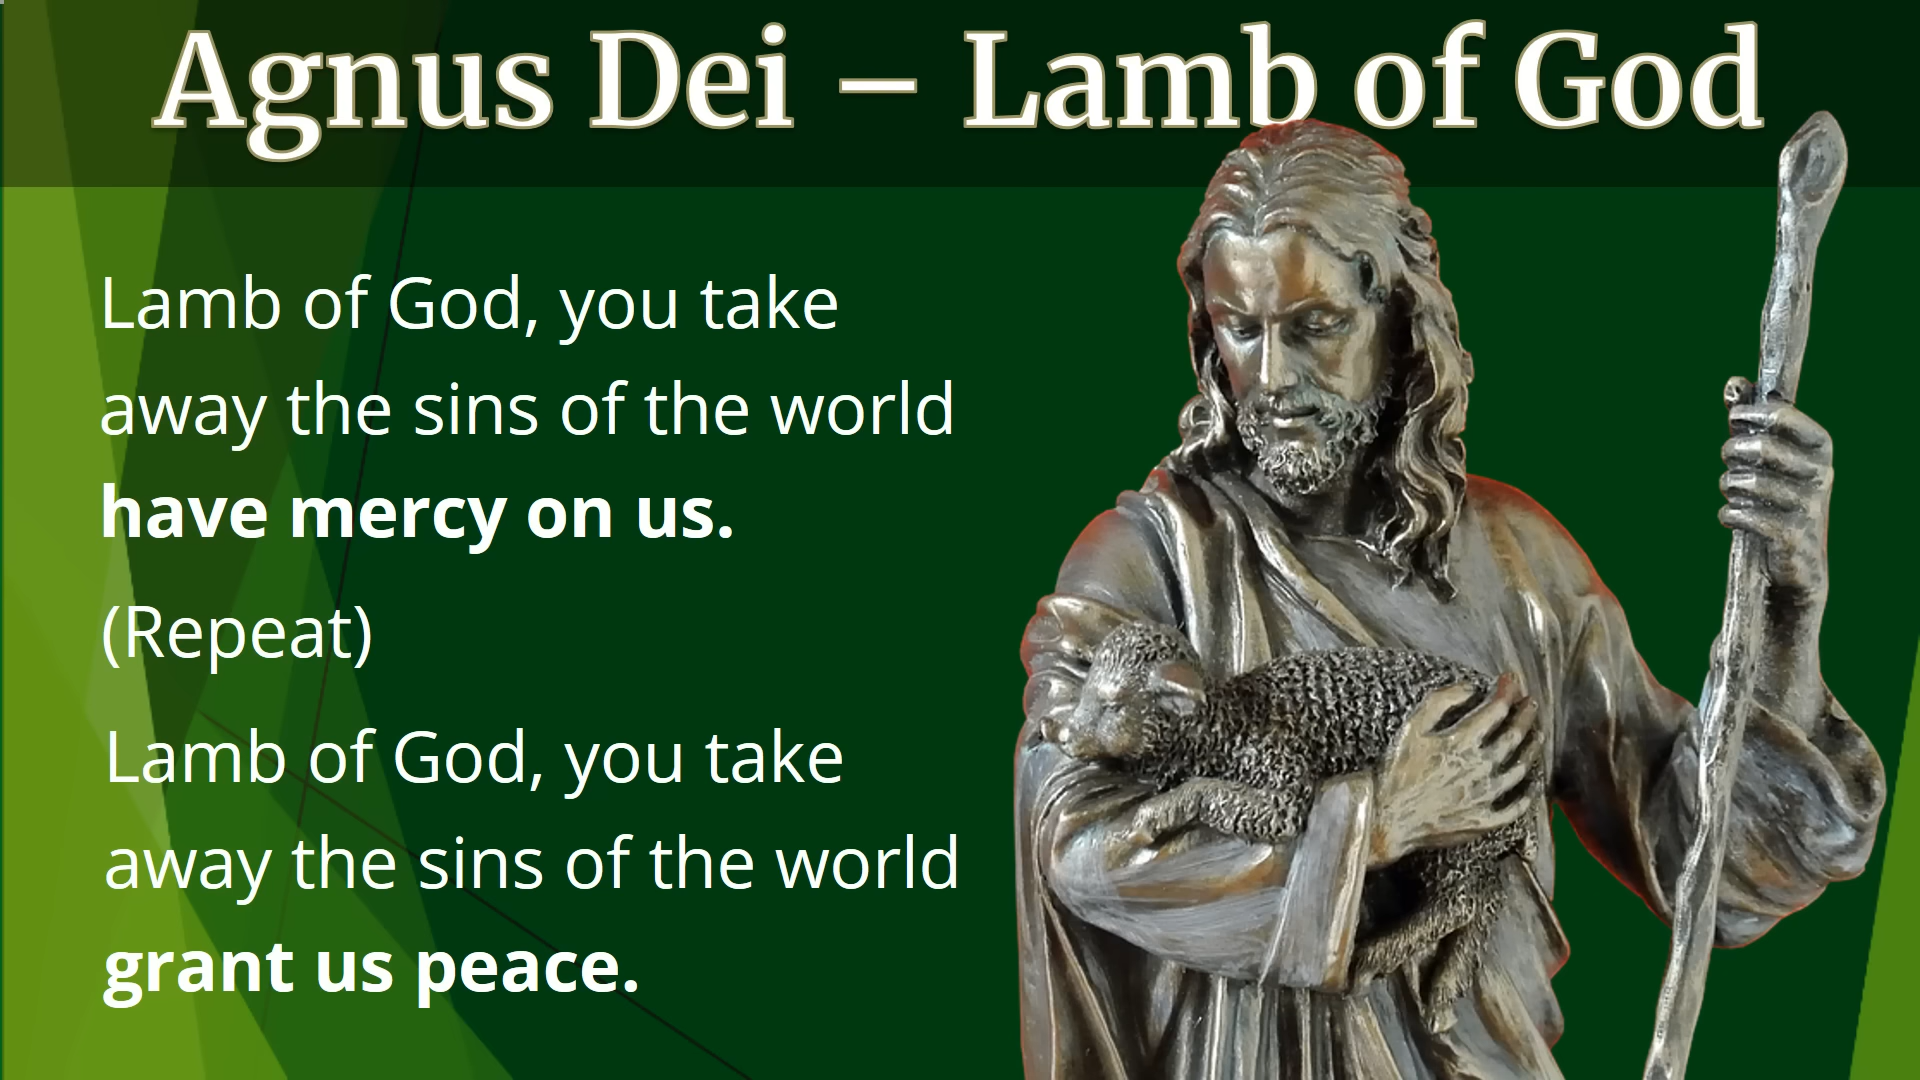 Agnus Dei – Lamb of God
Lamb of God, you take
away the sins of the world
have mercy on us.
(Repeat)
Lamb of God, you take
away the sins of the world
grant us peace.